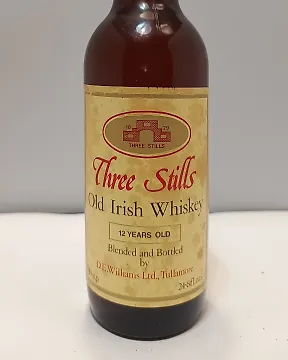 THREE STILLS
Three Stills
Old Irish Whiskey
12 YEARS OLD
Blended and Bottled
by
D.E.Williams Ltd., Tullamore